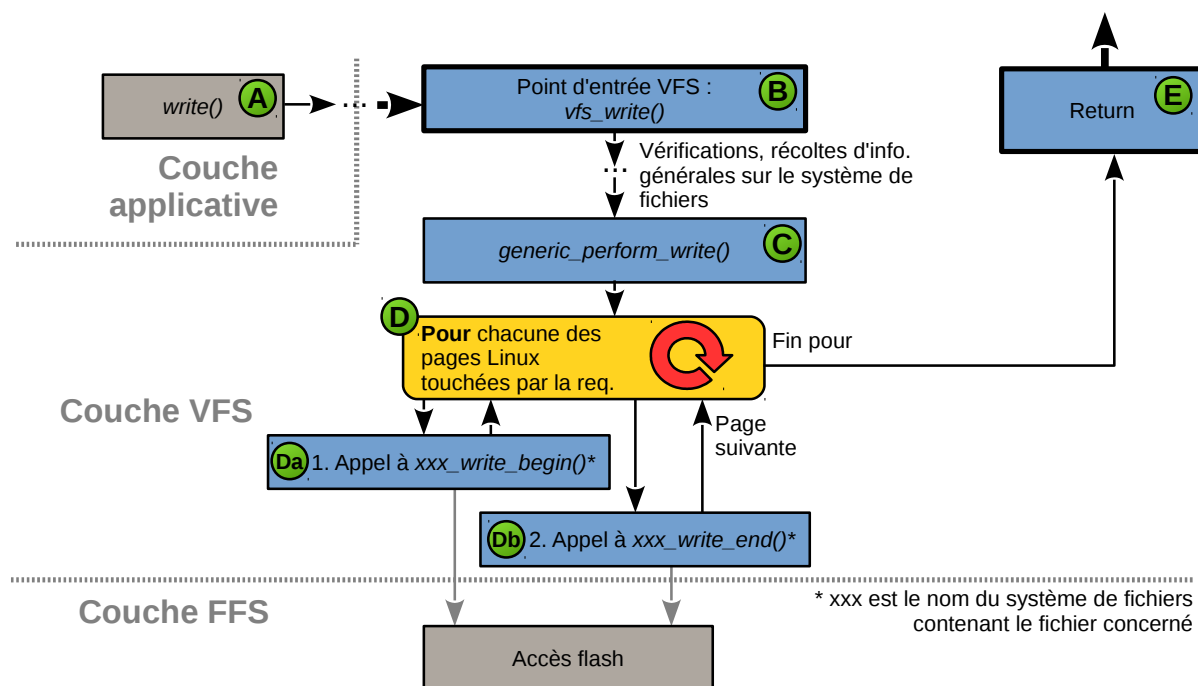 write()
A
...
Point d'entrée VFS :
vfs_write()
B
Return
E
Couche
applicative
...
Vérifications, récoltes d'info.
générales sur le système de
fichiers
generic_perform_write()
C
D
Pour chacune des
pages Linux
touchées par la req.
Fin pour
Couche VFS
Page
suivante
Da
1. Appel à xxx_write_begin()*
Db
2. Appel à xxx_write_end()*
Couche FFS
* xxx est le nom du système de fichiers
contenant le fichier concerné
Accès flash